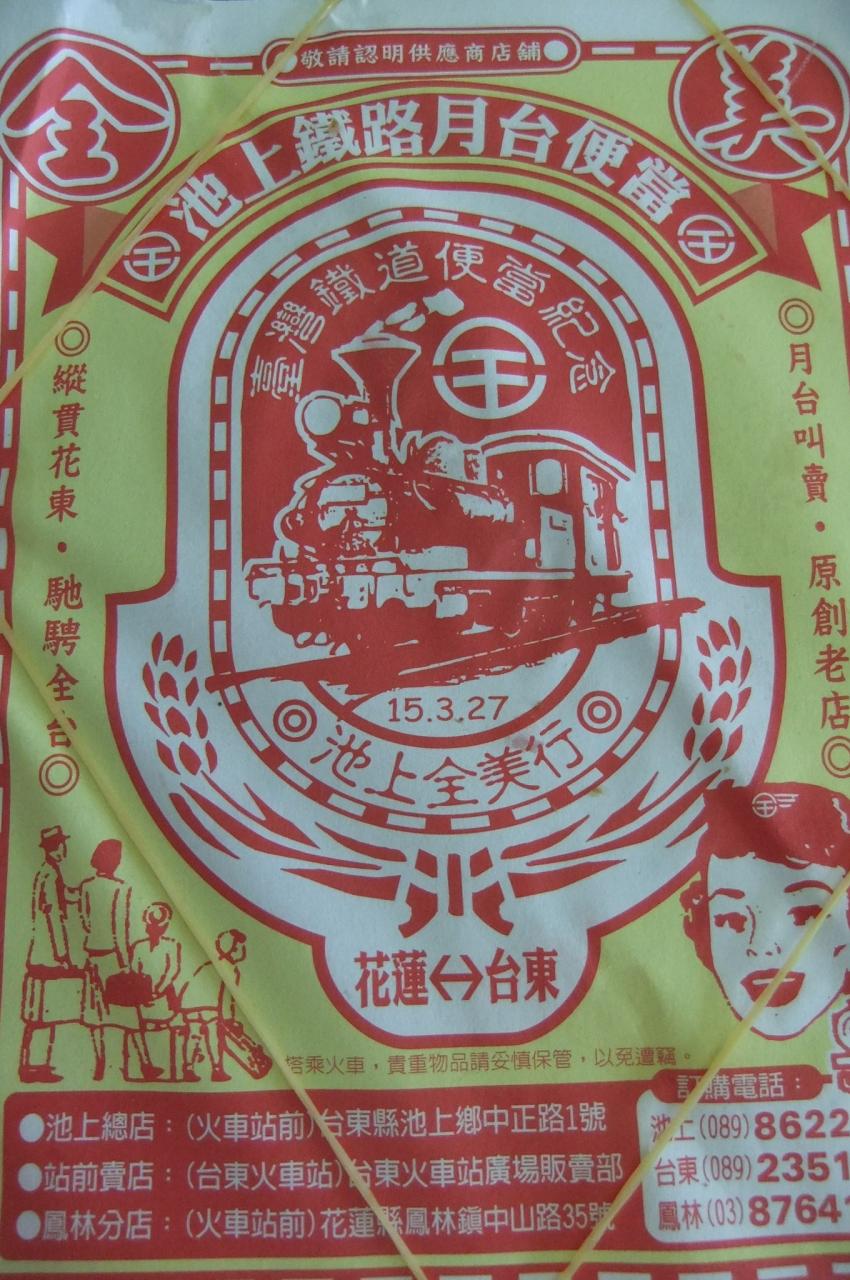 敬請認明供應商店舖
全
美
池上鐵路月台便當
臺灣鐵道便當紀念
◎縱貫花東・馳騁全台◎
◎月台叫賣・原創老店◎
15.3.27
◎池上全美行◎
花蓮↔台東
搭乘火車，貴重物品請妥慎保管，以免遭竊。
訂購電話：
●池上總店：(火車站前)台東縣池上鄉中正路1號
池上(089)8622
●站前賣店：(台東火車站)台東火車站廣場販賣部
台東(089)2351
●鳳林分店：(火車站前)花蓮縣鳳林鎮中山路35號
鳳林(03)8764